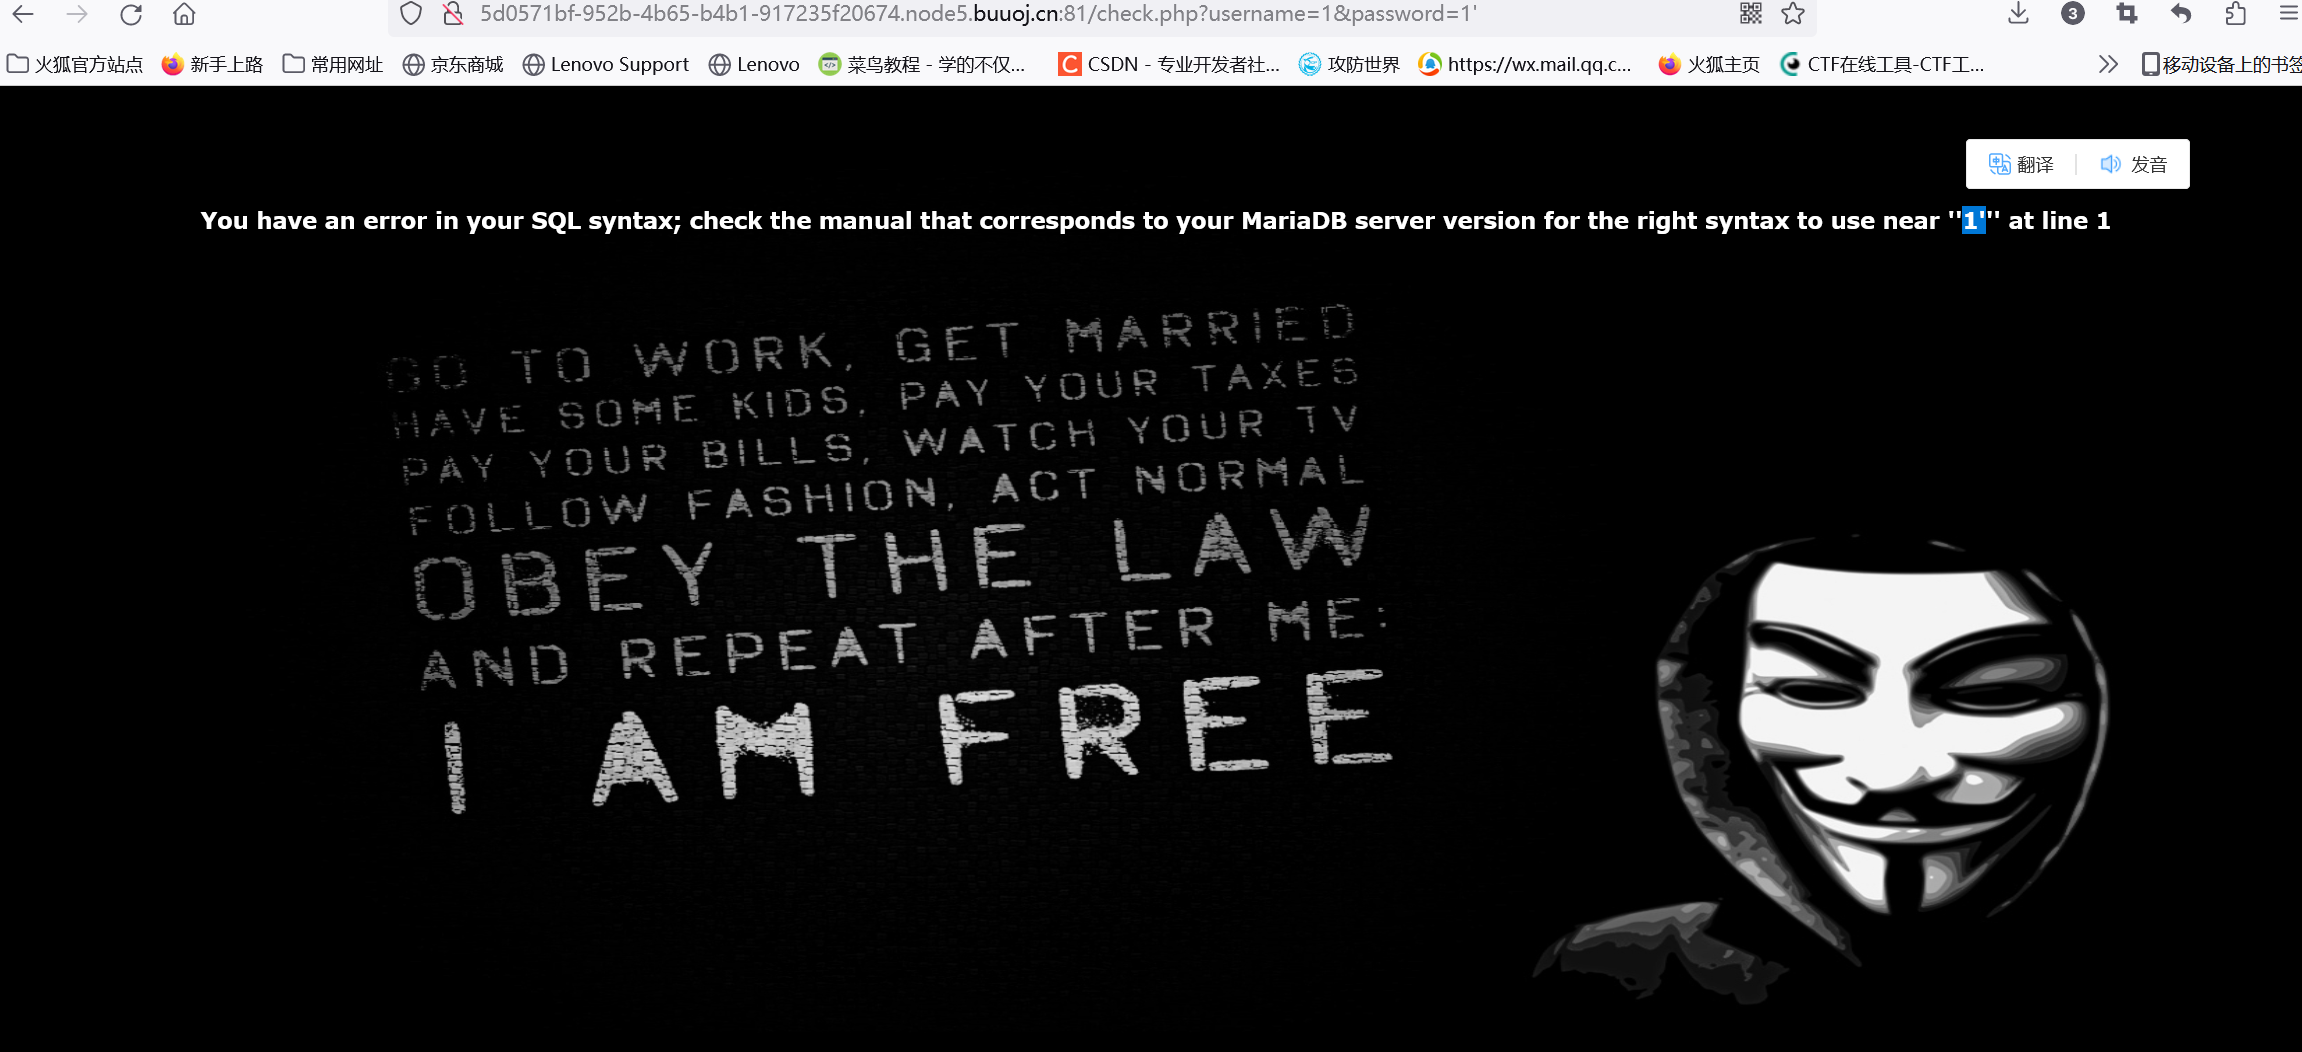 5d0571bf-952b-4b65-b4b1-917235f20674.node5.buuoj.cn:81/check.php?username=1&password=1'
3
火狐官方站点 新手上路 常用网址 京东商城 Lenovo Support Lenovo 菜鸟教程 - 学的不仅... CSDN - 专业开发者社... 攻防世界 https://wx.mail.qq.c... 火狐主页 CTF在线工具-CTF工... 移动设备上的书签
翻译 发音
You have an error in your SQL syntax; check the manual that corresponds to your MariaDB server version for the right syntax to use near ''1'' at line 1
GO TO WORK, GET MARRIED
HAVE SOME KIDS, PAY YOUR TAXES
PAY YOUR BILLS, WATCH YOUR TV
FOLLOW FASHION, ACT NORMAL
OBEY THE LAW
AND REPEAT AFTER ME:
I AM FREE